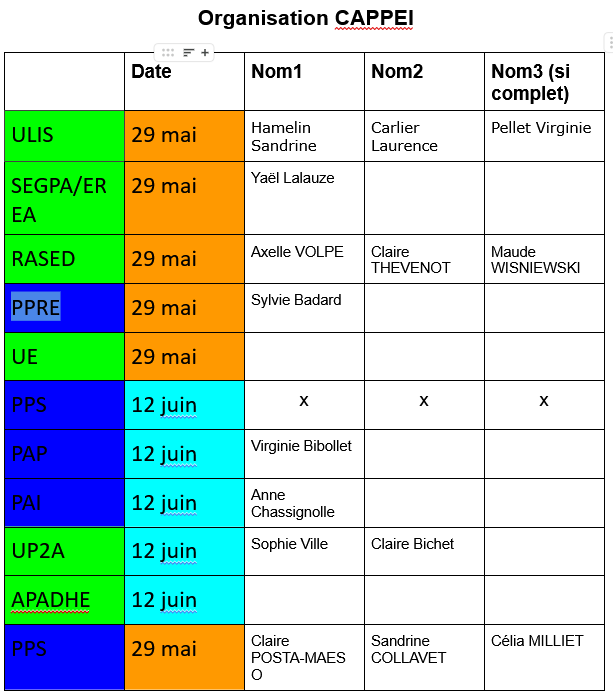 Organisation CAPPEI
Date Nom1 Nom2 Nom3 (si
complet)
ULIS 29 mai Hamelin Carlier Pellet Virginie
Sandrine Laurence
SEGPA/ER 29 mai Yaël Lalauze
EA
RASED 29 mai Axelle VOLPE Claire Maude
THEVENOT WISNIEWSKI
PPRE 29 mai Sylvie Badard
UE 29 mai
PPS 12 juin x x x
PAP 12 juin Virginie Bibollet
PAI 12 juin Anne
Chassignolle
UP2A 12 juin Sophie Ville Claire Bichet
APADHE 12 juin
PPS 29 mai Claire Sandrine Célia MILLIET
POSTA-MAES COLLAVET
O